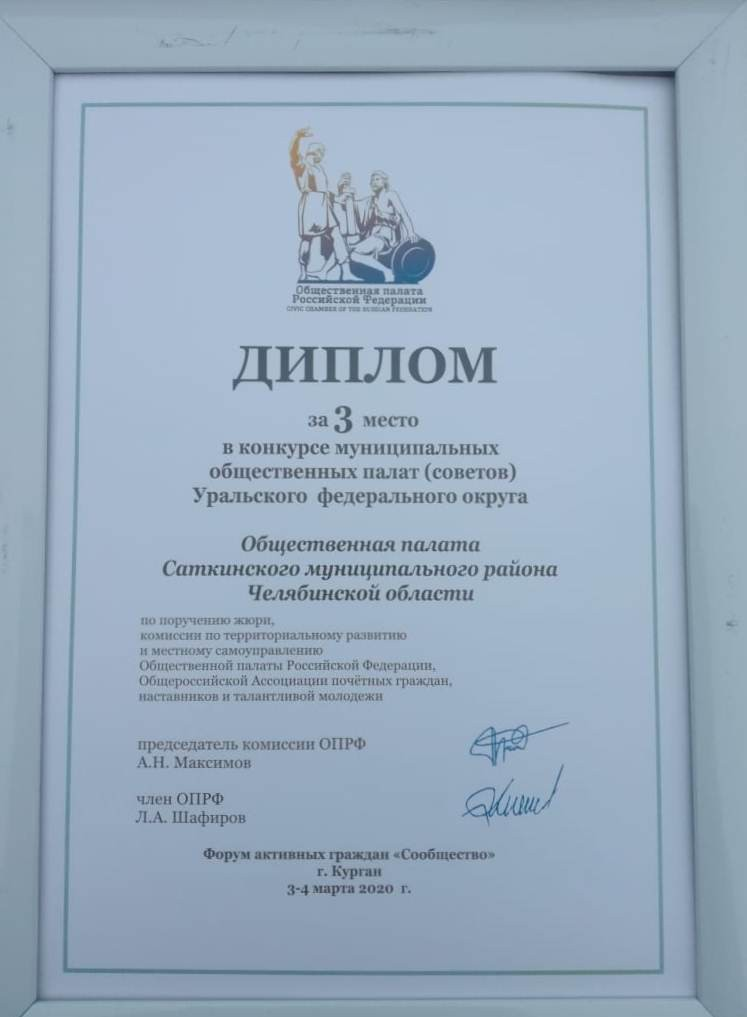 Общественная палата
Российской Федерации
CIVIC CHAMBER OF THE RUSSIAN FEDERATION
ДИПЛОМ
за 3 место
в конкурсе муниципальных
общественных палат (советов)
Уральского федерального округа
Общественная палата
Саткинского муниципального района
Челябинской области
по поручению жюри,
комиссии по территориальному развитию
и местному самоуправлению
Общественной палаты Российской Федерации,
Общероссийской Ассоциации почётных граждан,
наставников и талантливой молодежи
председатель комиссии ОПРФ
А.Н. Максимов
член ОПРФ
Л.А. Шафиров
Форум активных граждан «Сообщество»
г. Курган
3-4 марта 2020 г.